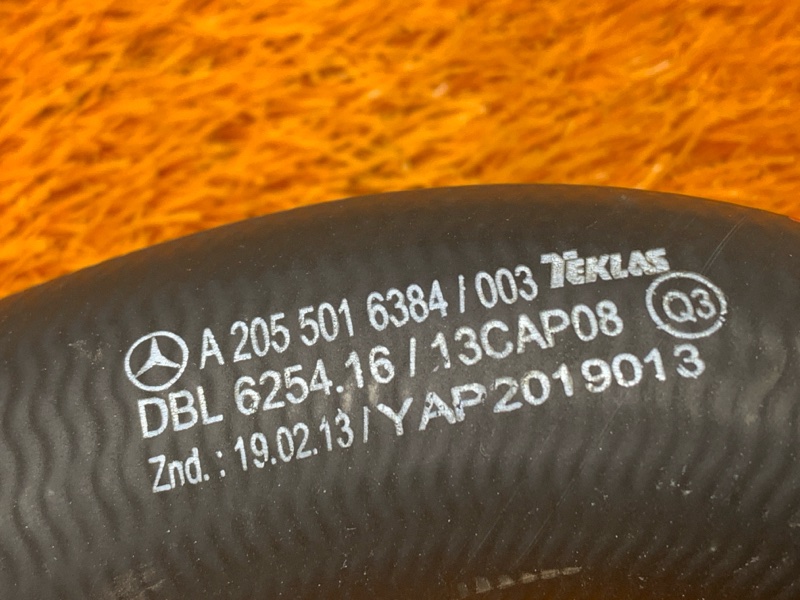 A 205 501 6384 / 003 TEKLAS
DBL 6254.16 / 13CAP08 Q3
Znd. : 19.02.13 / YAP2019013